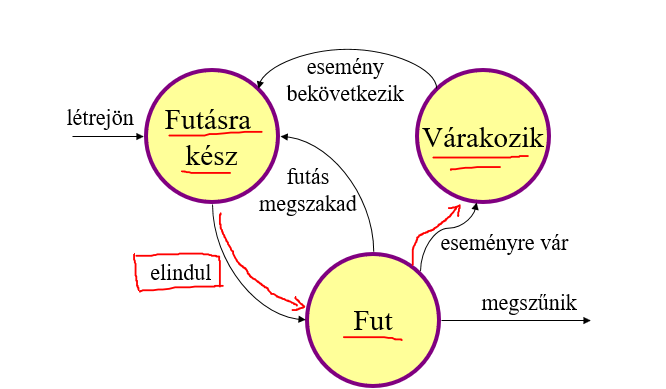 esemény
bekövetkezik
létrejön
Futásra
kész
Várakozik
futás
megszakad
eseményre vár
elindul
Fut
megszűnik